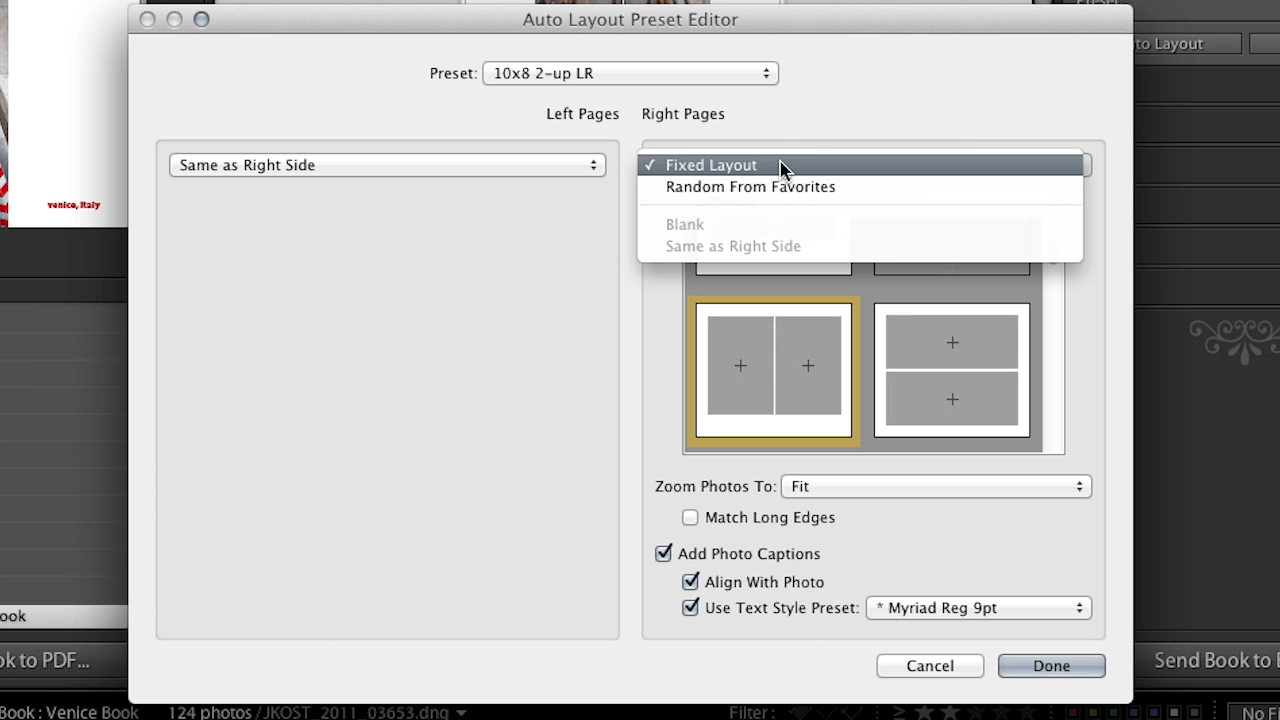 Auto Layout Preset Editor
Preset: 10x8 2-up LR
to Layout
Left Pages Right Pages
Same as Right Side
✓ Fixed Layout
Random From Favorites
Blank
Same as Right Side
venice, italy
Zoom Photos To: Fit
Match Long Edges
Add Photo Captions
Align With Photo
Use Text Style Preset: * Myriad Reg 9pt
ook
Cancel Done
ok to PDF...
Send Book to
Book : Venice Book 124 photos /JKOST_2011_03653.dng
Filter :
No